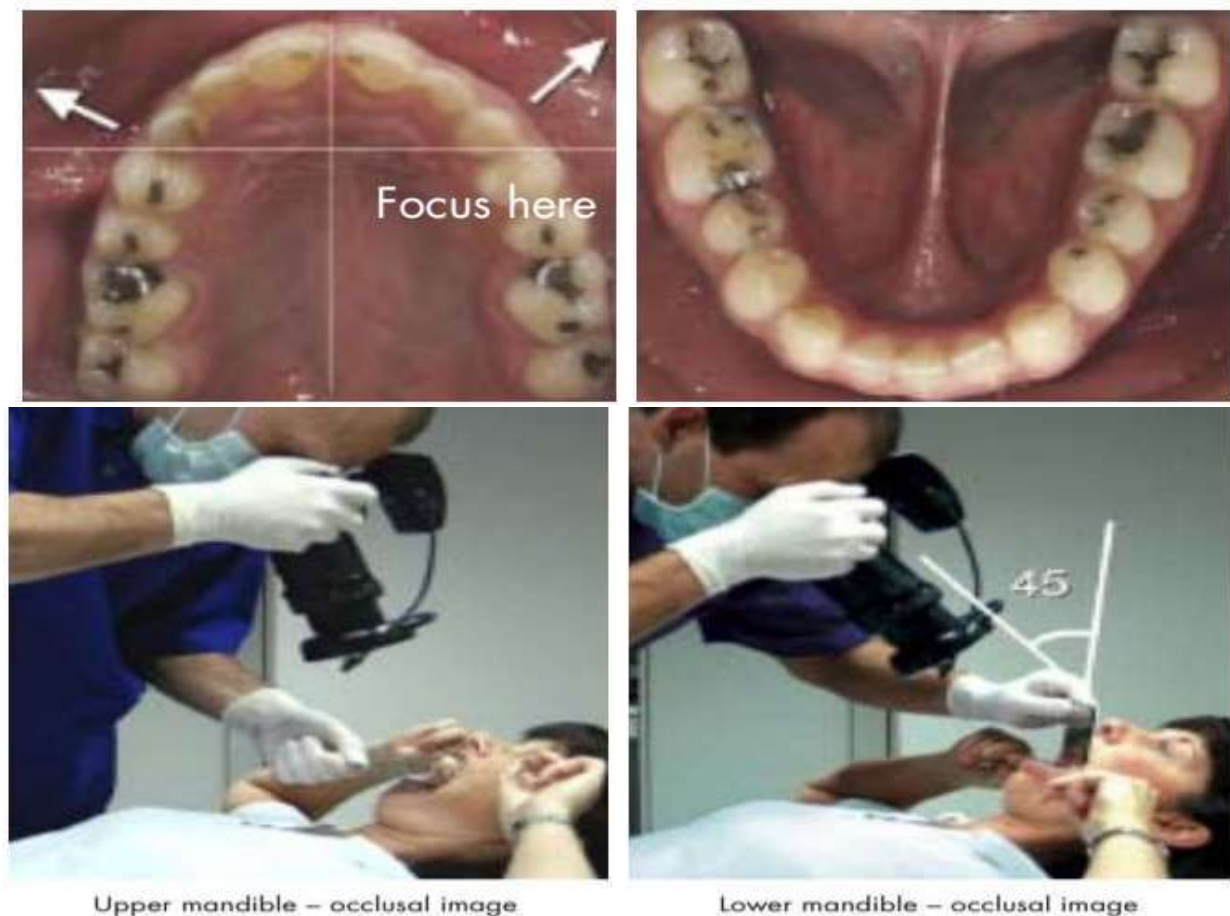 Focus here
45
Upper mandible – occlusal image
Lower mandible – occlusal image